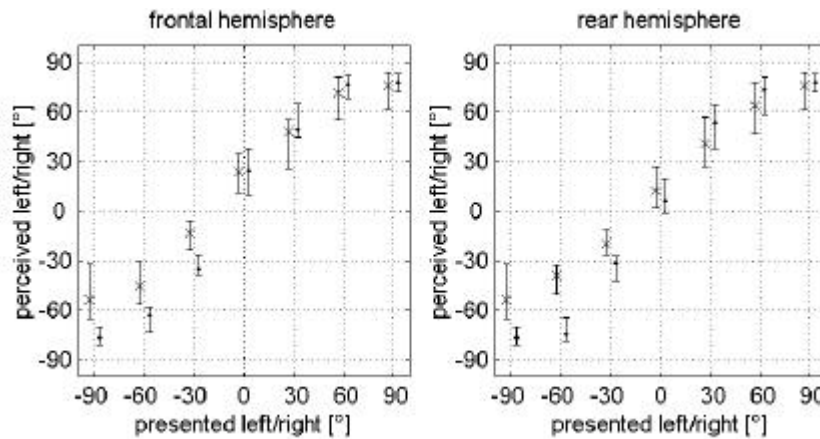 frontal hemisphere
90
60
30
0
-30
-60
-90
perceived left/right [°]
-90 -60 -30 0 30 60 90
presented left/right [°]
rear hemisphere
90
60
30
0
-30
-60
-90
perceived left/right [°]
-90 -60 -30 0 30 60 90
presented left/right [°]